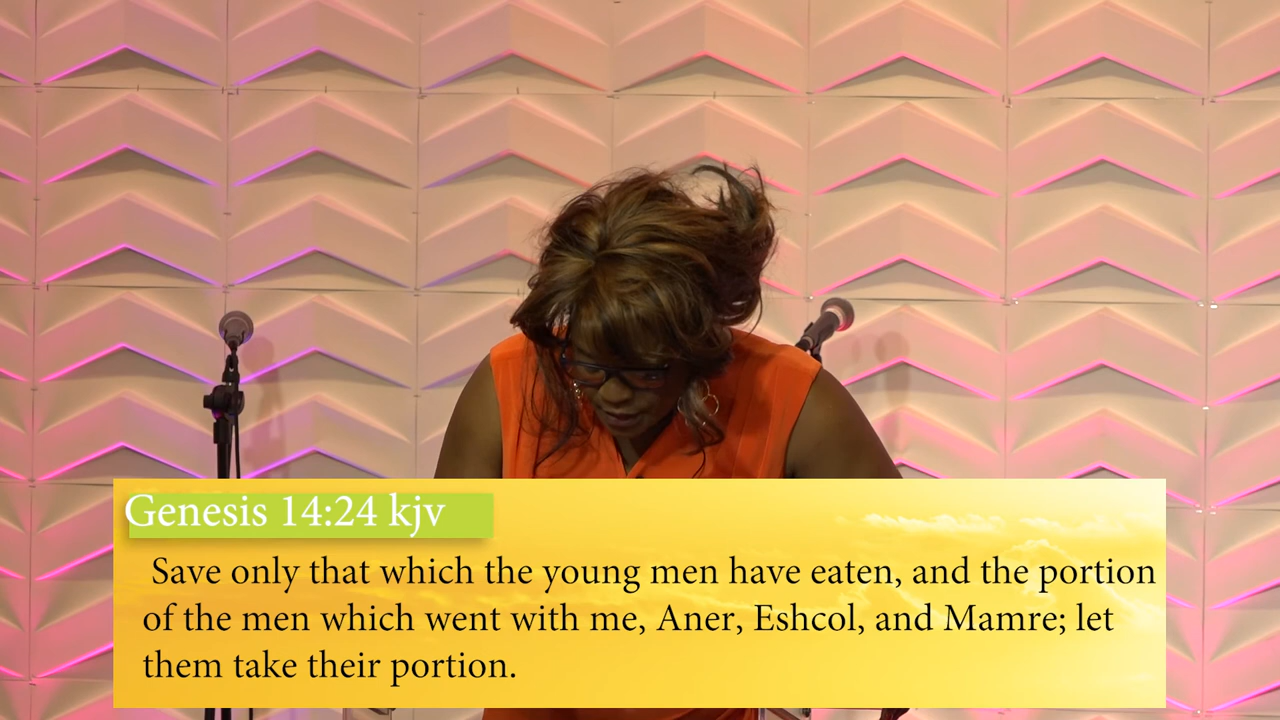 Genesis 14:24 kjv
Save only that which the young men have eaten, and the portion
of the men which went with me, Aner, Eshcol, and Mamre; let
them take their portion.